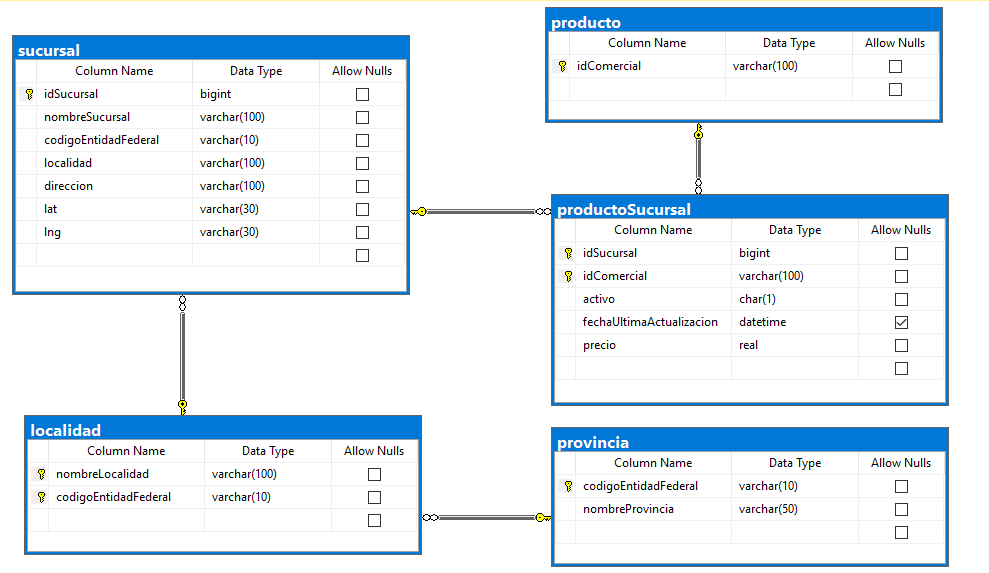 sucursal
Column Name Data Type Allow Nulls
idSucursal bigint
nombreSucursal varchar(100)
codigoEntidadFederal varchar(10)
localidad varchar(100)
direccion varchar(100)
lat varchar(30)
lng varchar(30)
producto
Column Name Data Type Allow Nulls
idComercial varchar(100)
productoSucursal
Column Name Data Type Allow Nulls
idSucursal bigint
idComercial varchar(100)
activo char(1)
fechaUltimaActualizacion datetime
precio real
localidad
Column Name Data Type Allow Nulls
nombreLocalidad varchar(100)
codigoEntidadFederal varchar(10)
provincia
Column Name Data Type Allow Nulls
codigoEntidadFederal varchar(10)
nombreProvincia varchar(50)